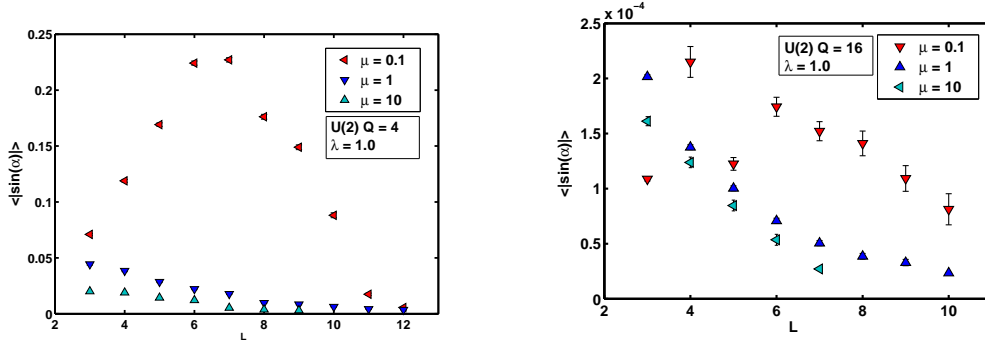 0.25
0.2
0.15
0.1
0.05
0
<|sin(α)|>
μ = 0.1
μ = 1
μ = 10
U(2) Q = 4
λ = 1.0
2 4 6 8 10 12
L
x 10⁻⁴
2.5
2
1.5
1
0.5
0
<|sin(α)|>
U(2) Q = 16
λ = 1.0
μ = 0.1
μ = 1
μ = 10
2 4 6 8 10
L